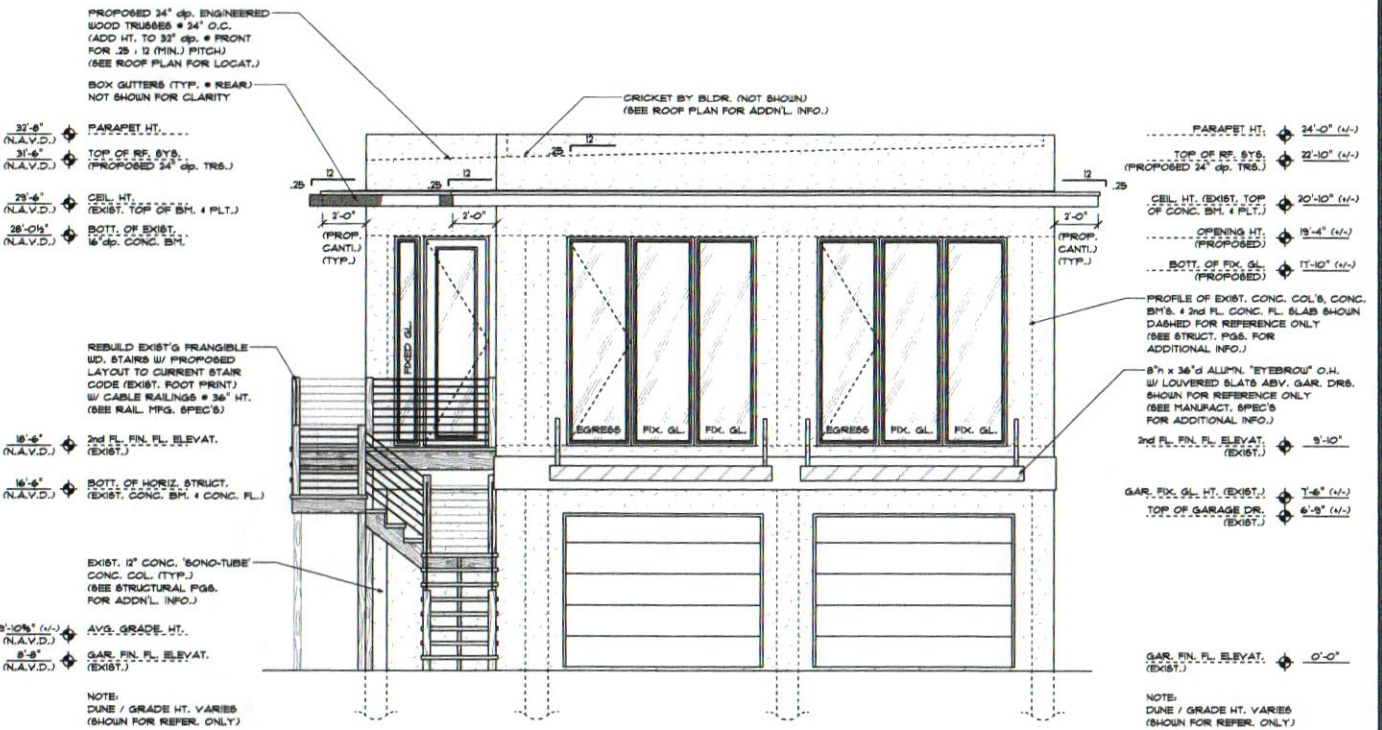 PROPOSED 24" dp. ENGINEERED
WOOD TRUSSES @ 24" O.C.
(ADD HT. TO 32" dp. @ FRONT
FOR .25 : 12 (MIN.) PITCH)
(SEE ROOF PLAN FOR LOCAT.)
BOX GUTTERS (TYP. @ REAR)
NOT SHOWN FOR CLARITY
CRICKET BY BLDR. (NOT SHOWN)
(SEE ROOF PLAN FOR ADDN'L. INFO.)
32'-8"
(N.A.V.D.)
PARAPET HT.
31'-6"
(N.A.V.D.)
TOP OF RF. SYS.
(PROPOSED 24" dp. TRS.)
29'-6"
(N.A.V.D.)
CEIL. HT.
(EXIST. TOP OF BM. & PLT.)
28'-0½"
(N.A.V.D.)
BOTT. OF EXIST.
16"dp. CONC. BM.
12
.25
12
.25
12
.25
12
.25
2'-0"
(PROP.
CANTI.)
(TYP.)
2'-0"
2'-0"
(PROP.
CANTI.)
(TYP.)
PARAPET HT.
24'-0" (+/-)
TOP OF RF. SYS.
(PROPOSED 24" dp. TRS.)
22'-10" (+/-)
CEIL. HT. (EXIST. TOP
OF CONC. BM. & PLT.)
20'-10" (+/-)
OPENING HT.
(PROPOSED)
19'-4" (+/-)
BOTT. OF FIX. GL.
(PROPOSED)
17'-10" (+/-)
PROFILE OF EXIST. CONC. COL'S, CONC.
BM'S. & 2nd FL. CONC. FL. SLAB SHOWN
DASHED FOR REFERENCE ONLY
(SEE STRUCT. PGS. FOR
ADDITIONAL INFO.)
8"h x 36"d ALUMN. "EYEBROW" O.H.
W/ LOUVERED SLATS ABV. GAR. DRS.
SHOWN FOR REFERENCE ONLY
(SEE MANUFACT. SPEC'S
FOR ADDITIONAL INFO.)
FIXED GL.
EGRESS
FIX. GL.
FIX. GL.
EGRESS
FIX. GL.
FIX. GL.
REBUILD EXIST'G FRANGIBLE
WD. STAIRS W/ PROPOSED
LAYOUT TO CURRENT STAIR
CODE (EXIST. FOOT PRINT)
W/ CABLE RAILINGS @ 36" HT.
(SEE RAIL. MFG. SPEC'S)
18'-6"
(N.A.V.D.)
2nd FL. FIN. FL. ELEVAT.
(EXIST.)
16'-6"
(N.A.V.D.)
BOTT. OF HORIZ. STRUCT.
(EXIST. CONC. BM. & CONC. FL.)
2nd FL. FIN. FL. ELEVAT.
(EXIST.)
9'-10"
GAR. FIX. GL. HT. (EXIST.)
7'-6" (+/-)
TOP OF GARAGE DR.
(EXIST.)
6'-9" (+/-)
EXIST. 12" CONC. 'SONO-TUBE'
CONC. COL. (TYP.)
(SEE STRUCTURAL PGS.
FOR ADDN'L. INFO.)
(+/-)
(N.A.V.D.)
AVG. GRADE. HT.
8'-8"
(N.A.V.D.)
GAR. FIN. FL. ELEVAT.
(EXIST.)
GAR. FIN. FL. ELEVAT.
(EXIST.)
0'-0"
NOTE:
DUNE / GRADE HT. VARIES
(SHOWN FOR REFER. ONLY)
NOTE:
DUNE / GRADE HT. VARIES
(SHOWN FOR REFER. ONLY)